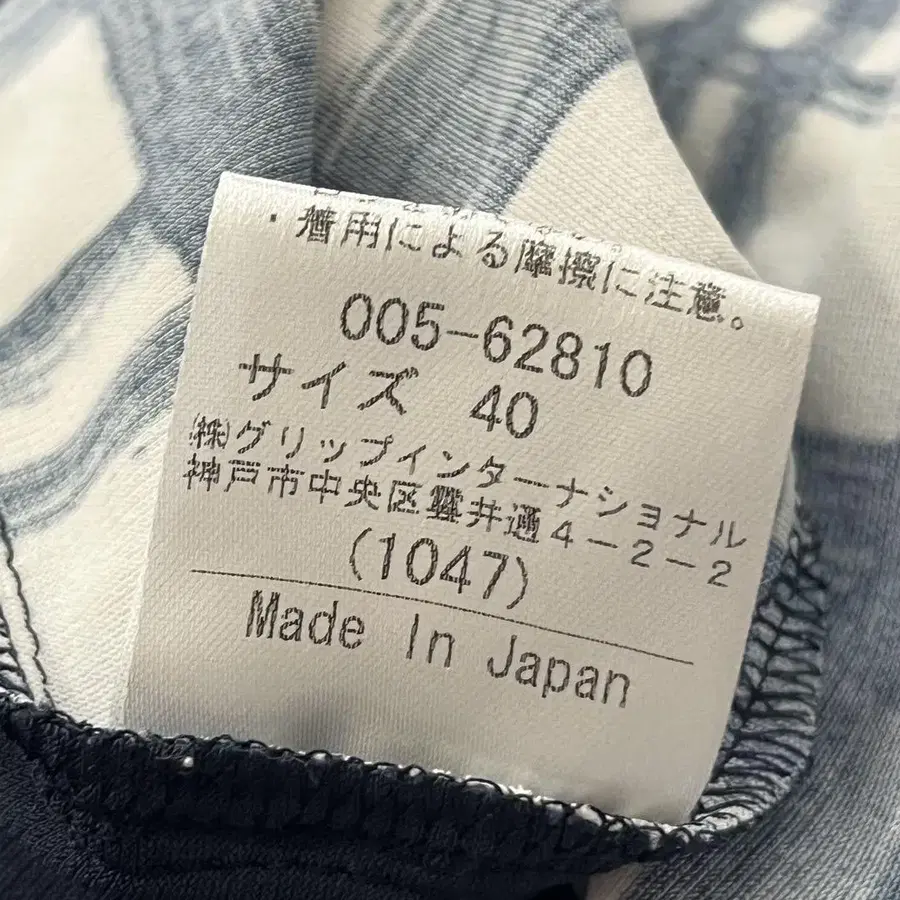 ・着用による摩擦に注意。
005-62810
サイズ 40
(株)グリップインターナショナル
神戸市中央区雲井通4-2-2
(1047)
Made In Japan